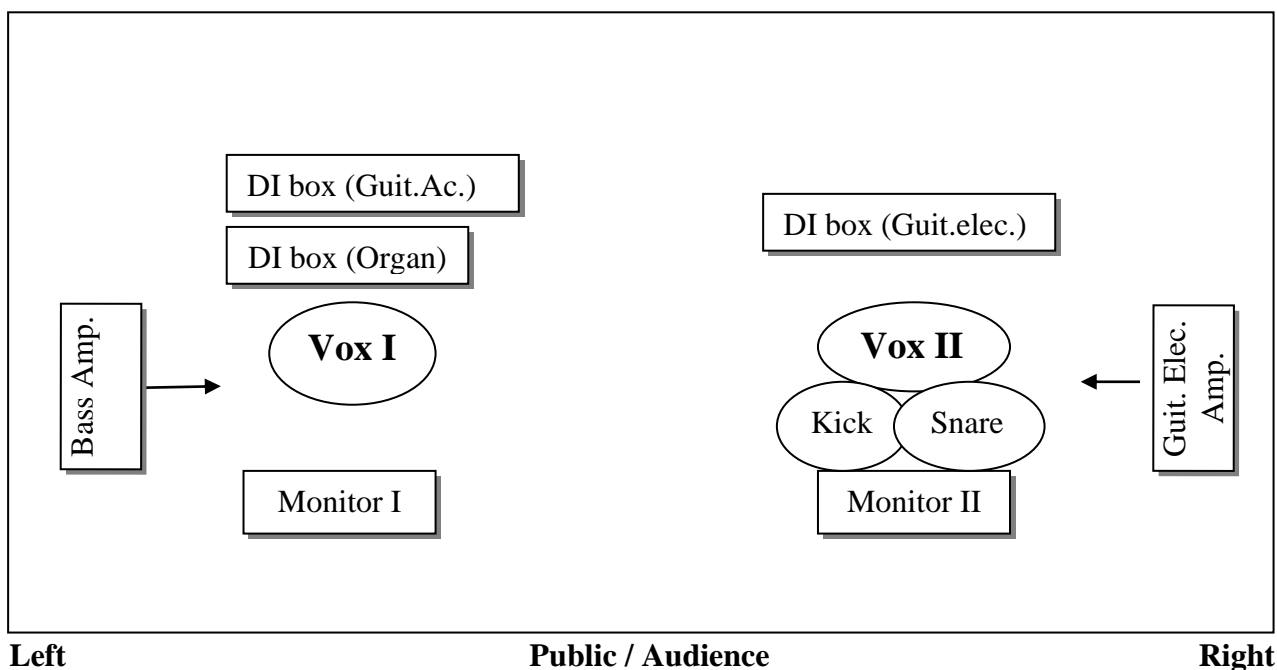 DI box (Guit.Ac.)
DI box (Guit.elec.)
DI box (Organ)
Bass Amp.
Vox I
Vox II
Guit. Elec.
Amp.
Kick
Snare
Monitor I
Monitor II
Left
Public / Audience
Right